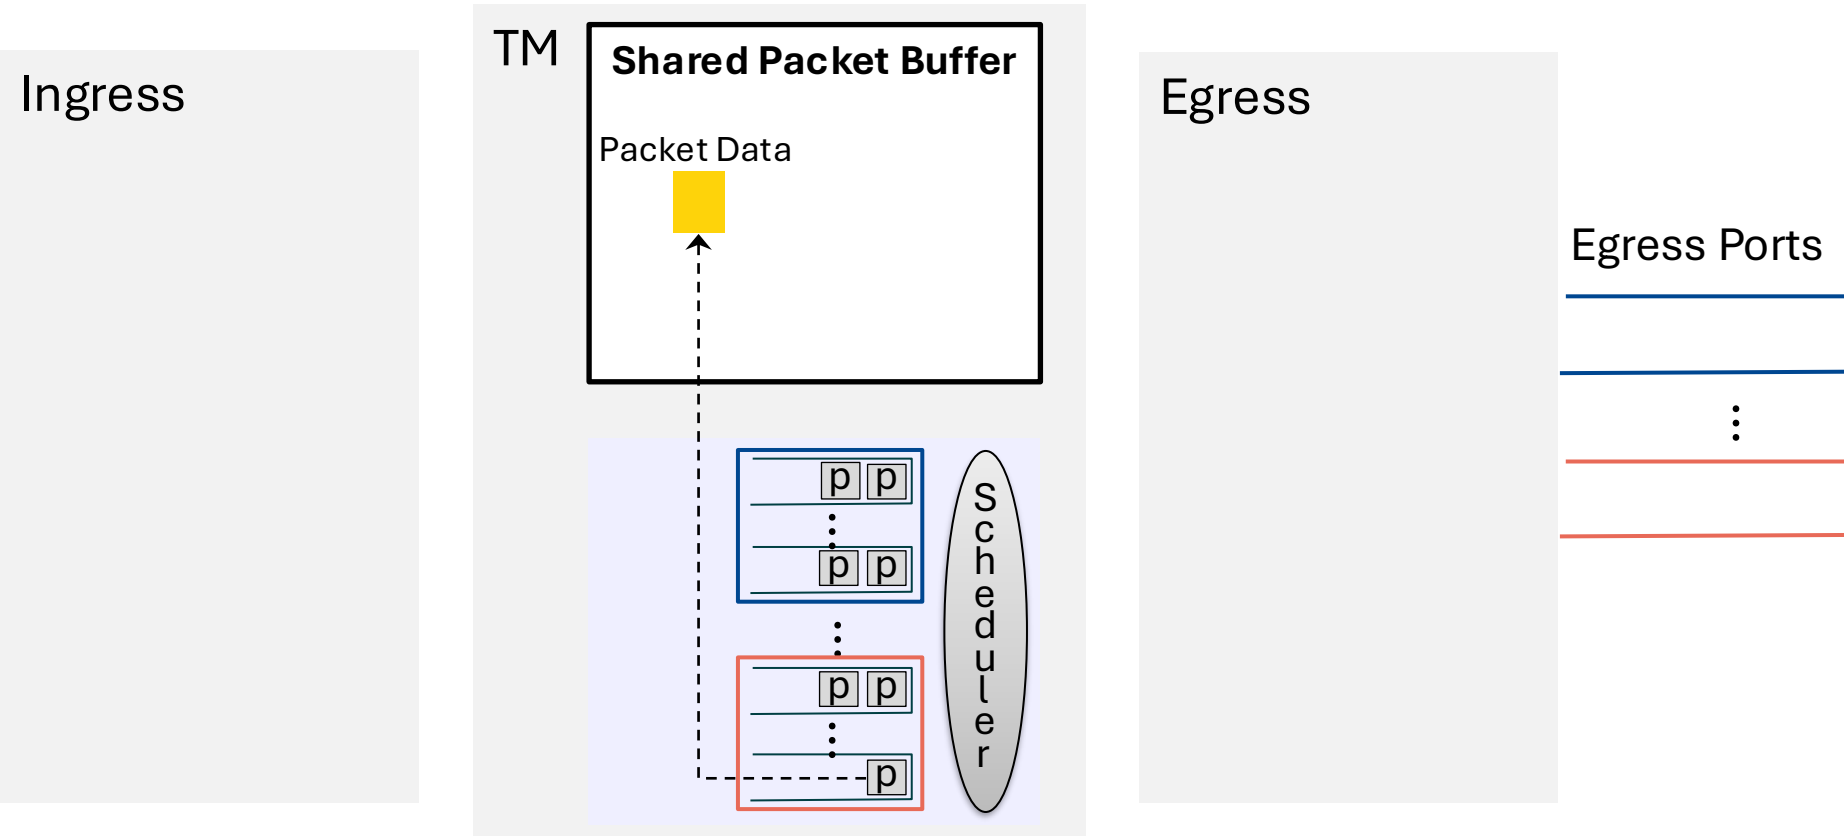 Ingress
TM
Shared Packet Buffer
Packet Data
Egress
Egress Ports
p p
p p
p p
p
Scheduler